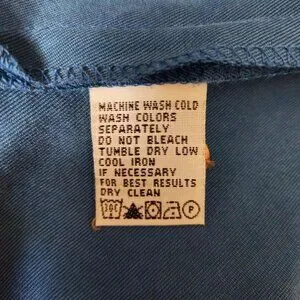 MACHINE WASH COLD
WASH COLORS
SEPARATELY
DO NOT BLEACH
TUMBLE DRY LOW
COOL IRON
IF NECESSARY
FOR BEST RESULTS
DRY CLEAN
30C P